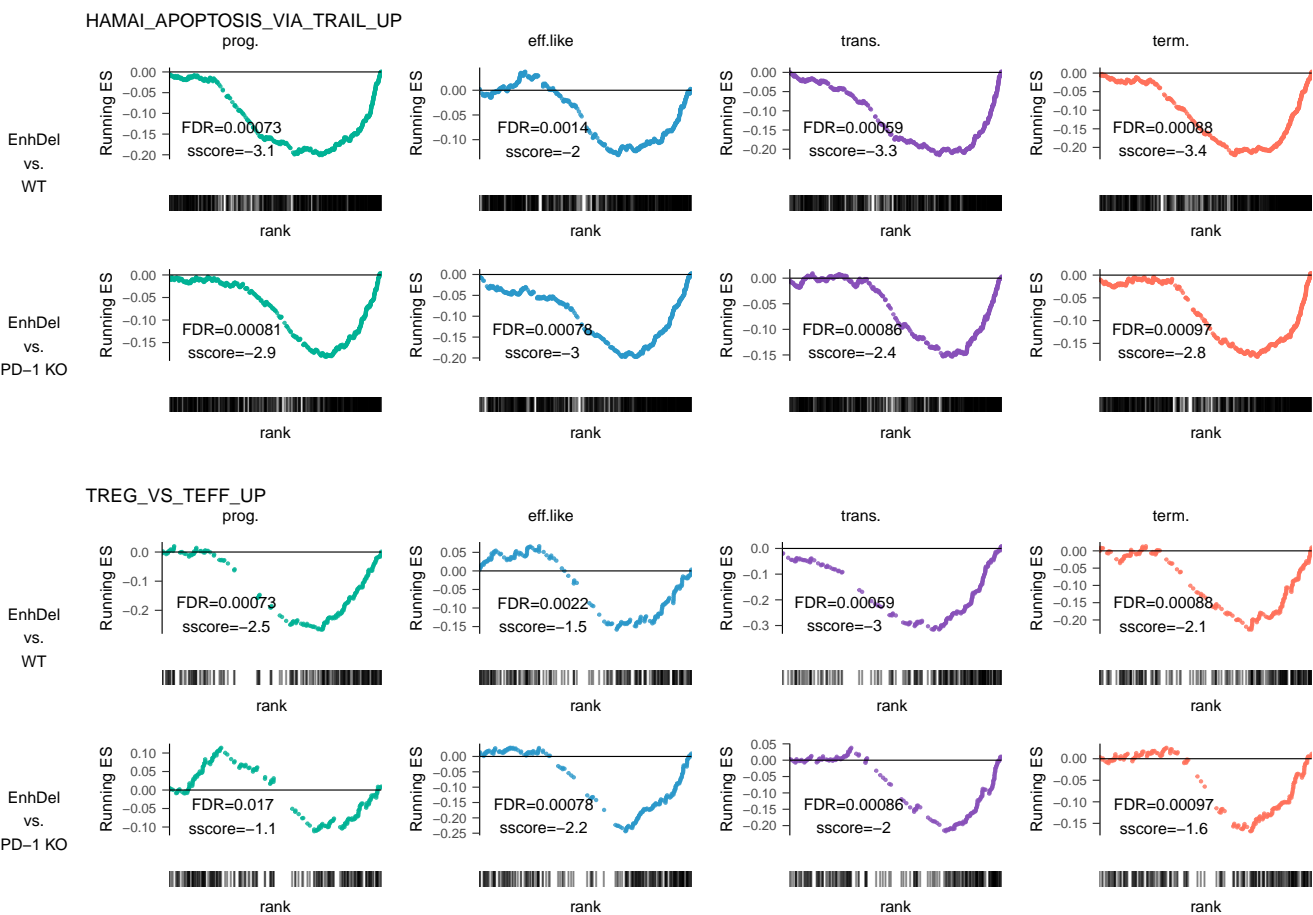 HAMAI_APOPTOSIS_VIA_TRAIL_UP
prog. eff.like trans. term.
EnhDel
vs.
WT
Running ES
0.00
−0.05
−0.10
−0.15
−0.20
FDR=0.00073
sscore=−3.1
rank
Running ES
0.00
−0.05
−0.10
FDR=0.0014
sscore=−2
rank
Running ES
0.00
−0.05
−0.10
−0.15
−0.20
FDR=0.00059
sscore=−3.3
rank
Running ES
0.00
−0.05
−0.10
−0.15
−0.20
FDR=0.00088
sscore=−3.4
rank
EnhDel
vs.
PD−1 KO
Running ES
0.00
−0.05
−0.10
−0.15
FDR=0.00081
sscore=−2.9
rank
Running ES
0.00
−0.05
−0.10
−0.15
−0.20
FDR=0.00078
sscore=−3
rank
Running ES
0.00
−0.05
−0.10
−0.15
FDR=0.00086
sscore=−2.4
rank
Running ES
0.00
−0.05
−0.10
−0.15
FDR=0.00097
sscore=−2.8
rank
TREG_VS_TEFF_UP
prog. eff.like trans. term.
EnhDel
vs.
WT
Running ES
0.0
−0.1
−0.2
FDR=0.00073
sscore=−2.5
rank
Running ES
0.05
0.00
−0.05
−0.10
−0.15
FDR=0.0022
sscore=−1.5
rank
Running ES
0.0
−0.1
−0.2
−0.3
FDR=0.00059
sscore=−3
rank
Running ES
0.00
−0.05
−0.10
−0.15
−0.20
FDR=0.00088
sscore=−2.1
rank
EnhDel
vs.
PD−1 KO
Running ES
0.10
0.05
0.00
−0.05
−0.10
FDR=0.017
sscore=−1.1
rank
Running ES
0.00
−0.05
−0.10
−0.15
−0.20
−0.25
FDR=0.00078
sscore=−2.2
rank
Running ES
0.05
0.00
−0.05
−0.10
−0.15
−0.20
FDR=0.00086
sscore=−2
rank
Running ES
0.00
−0.05
−0.10
−0.15
FDR=0.00097
sscore=−1.6
rank